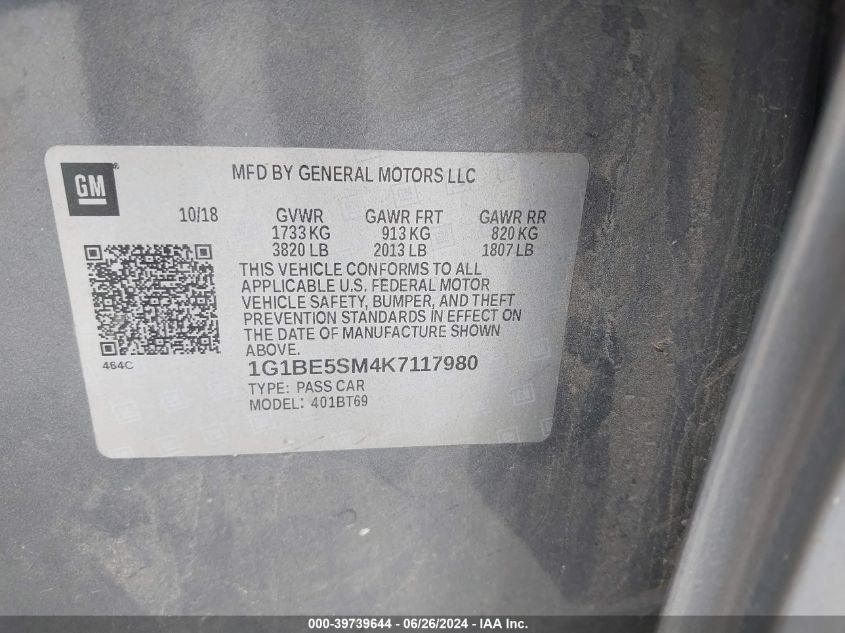 GM
MFD BY GENERAL MOTORS LLC
10/18 GVWR GAWR FRT GAWR RR
1733 KG 913 KG 820 KG
3820 LB 2013 LB 1807 LB
THIS VEHICLE CONFORMS TO ALL
APPLICABLE U.S. FEDERAL MOTOR
VEHICLE SAFETY, BUMPER, AND THEFT
PREVENTION STANDARDS IN EFFECT ON
THE DATE OF MANUFACTURE SHOWN
ABOVE.
464C
1G1BE5SM4K7117980
TYPE: PASS CAR
MODEL: 401BT69
000-39739644 - 06/26/2024 - IAA Inc.